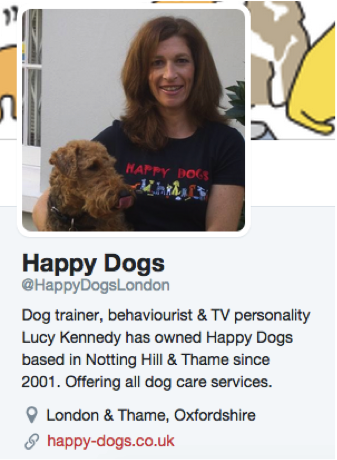 HAPPY DOGS
Happy Dogs
@HappyDogsLondon
Dog trainer, behaviourist & TV personality
Lucy Kennedy has owned Happy Dogs
based in Notting Hill & Thame since
2001. Offering all dog care services.
London & Thame, Oxfordshire
happy-dogs.co.uk